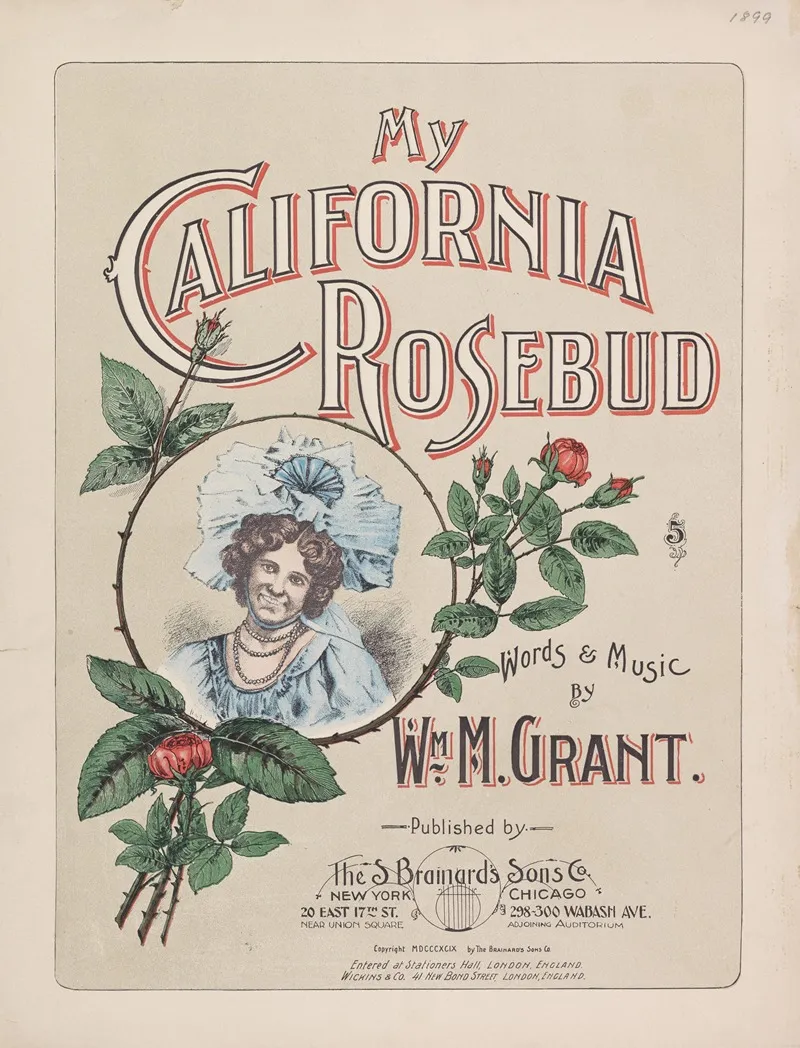 1899
My
CALIFORNIA
ROSEBUD
5
Words & Music
By
Wm M. GRANT.
Published by
The S Brainard's Sons Co.
NEW YORK CHICAGO
20 EAST 17TH ST. 298-300 WABASH AVE.
NEAR UNION SQUARE ADJOINING AUDITORIUM
Copyright MDCCCXCIX by The BRAINARD'S SONS Co
Entered at Stationers Hall, LONDON, ENGLAND.
WICKINS & CO. 41 NEW BOND STREET, LONDON, ENGLAND.